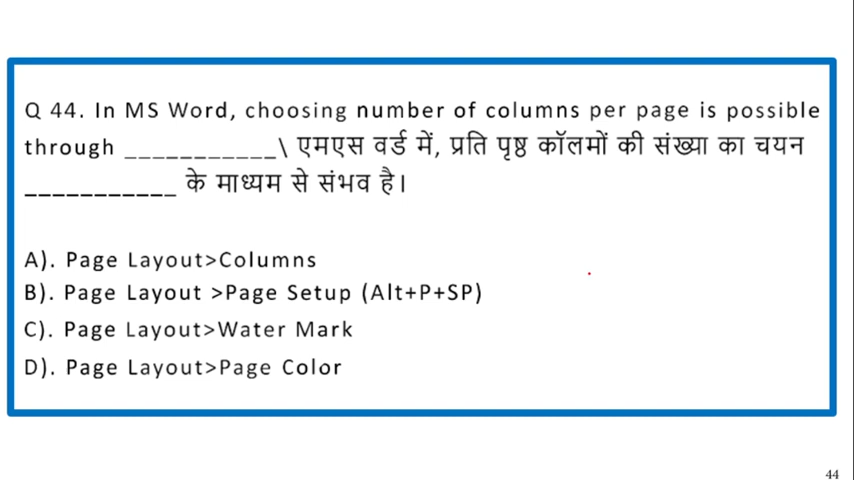 Q 44. In MS Word, choosing number of columns per page is possible
through ___________\ एमएस वर्ड में, प्रति पृष्ठ कॉलमों की संख्या का चयन
___________ के माध्यम से संभव है।
A). Page Layout>Columns
B). Page Layout >Page Setup (Alt+P+SP)
C). Page Layout>Water Mark
D). Page Layout>Page Color
44